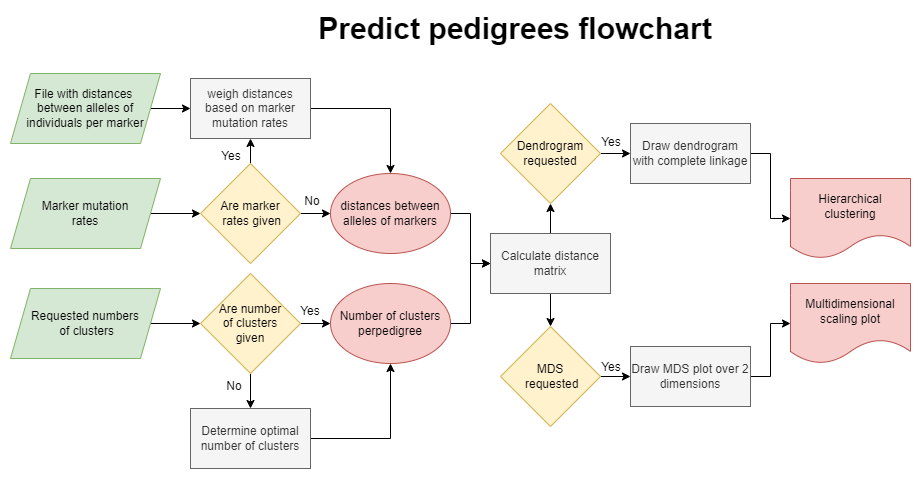 Predict pedigrees flowchart
File with distances
between alleles of
individuals per marker
weigh distances
based on marker
mutation rates
Yes
Marker mutation
rates
Are marker
rates given
No
distances between
alleles of markers
Requested numbers
of clusters
Are number
of clusters
given
Yes
Number of clusters
perpedigree
No
Determine optimal
number of clusters
Calculate distance
matrix
Dendrogram
requested
Yes
Draw dendrogram
with complete linkage
Hierarchical
clustering
MDS
requested
Yes
Draw MDS plot over 2
dimensions
Multidimensional
scaling plot